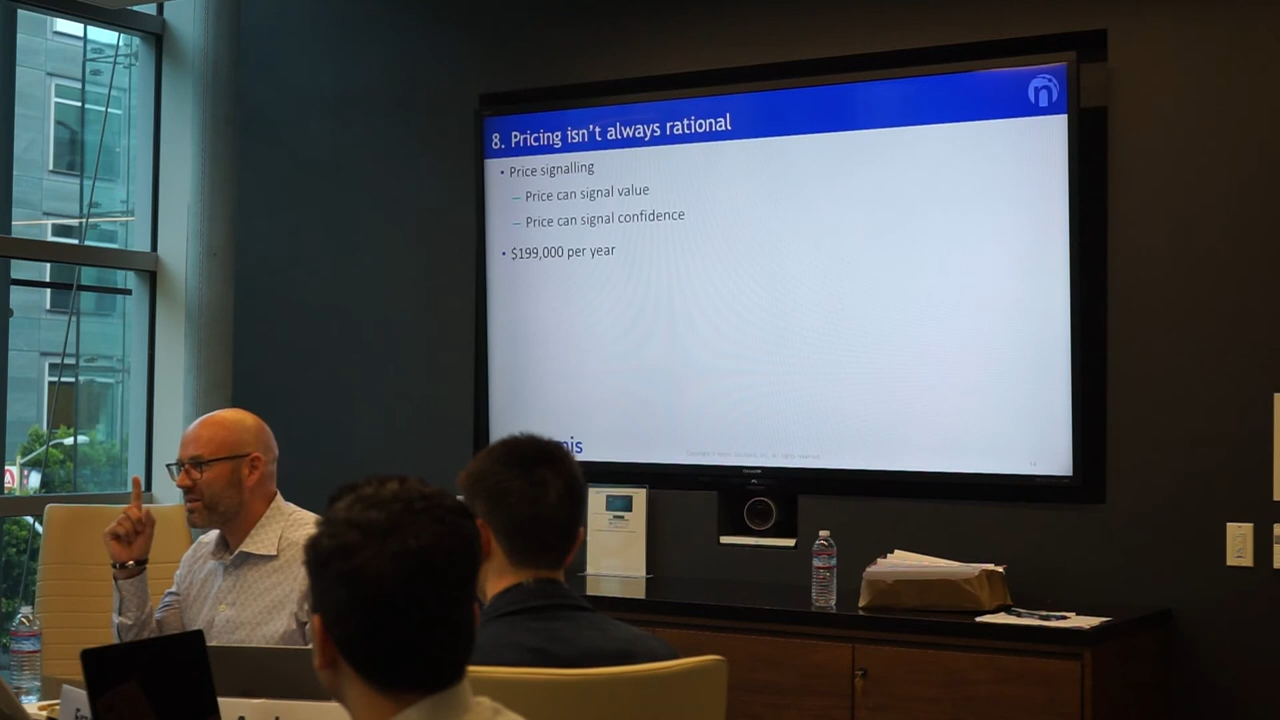 8. Pricing isn't always rational
• Price signalling
– Price can signal value
– Price can signal confidence
• $199,000 per year